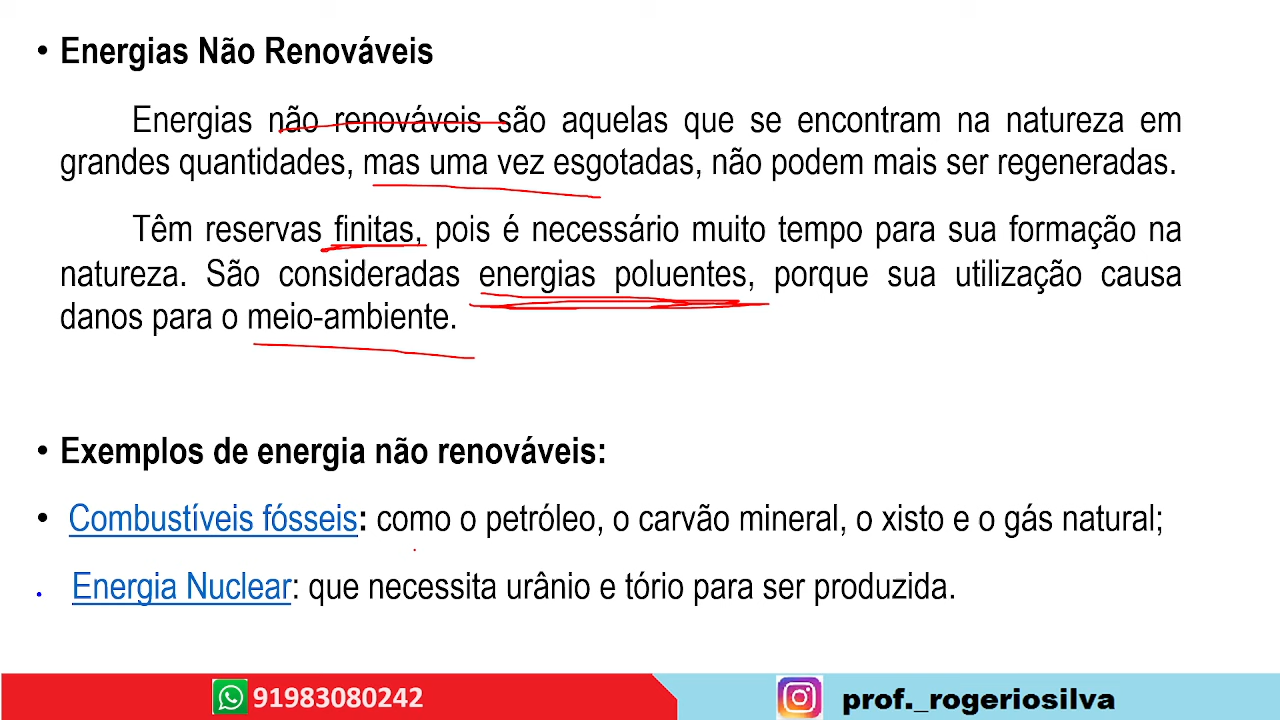 • Energias Não Renováveis
Energias não renováveis são aquelas que se encontram na natureza em
grandes quantidades, mas uma vez esgotadas, não podem mais ser regeneradas.
Têm reservas finitas, pois é necessário muito tempo para sua formação na
natureza. São consideradas energias poluentes, porque sua utilização causa
danos para o meio-ambiente.
• Exemplos de energia não renováveis:
• Combustíveis fósseis: como o petróleo, o carvão mineral, o xisto e o gás natural;
• Energia Nuclear: que necessita urânio e tório para ser produzida.
91983080242
prof._rogeriosilva